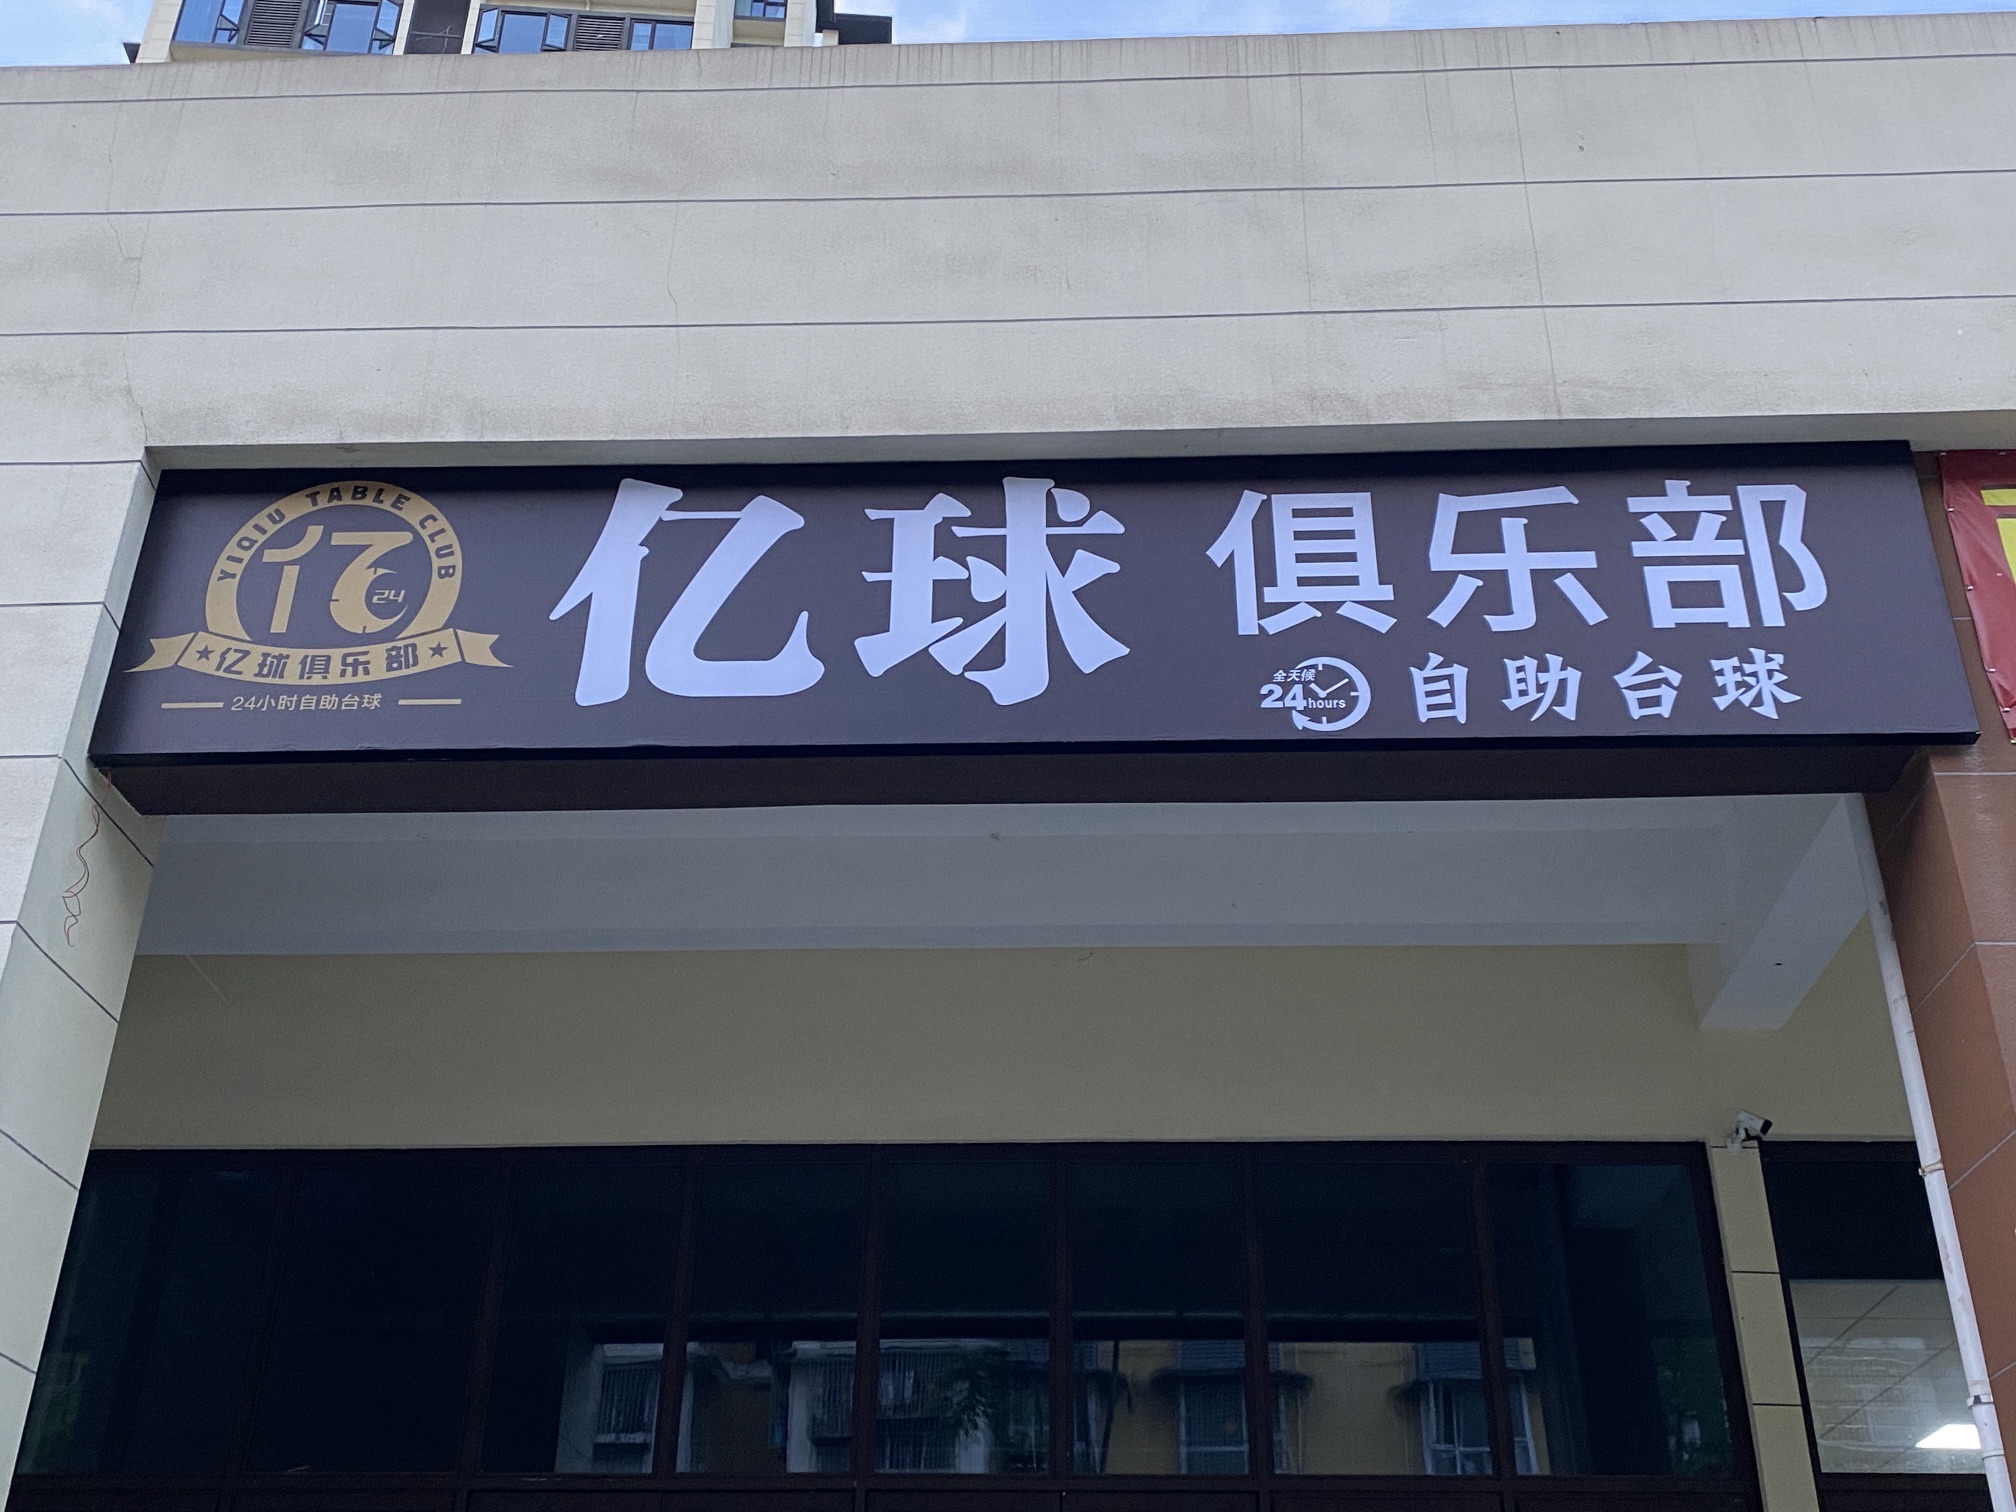 YIQIU TABLE CLUB
亿
24
亿球俱乐部
24小时自助台球
亿球 俱乐部
全天候
24hours
自助台球